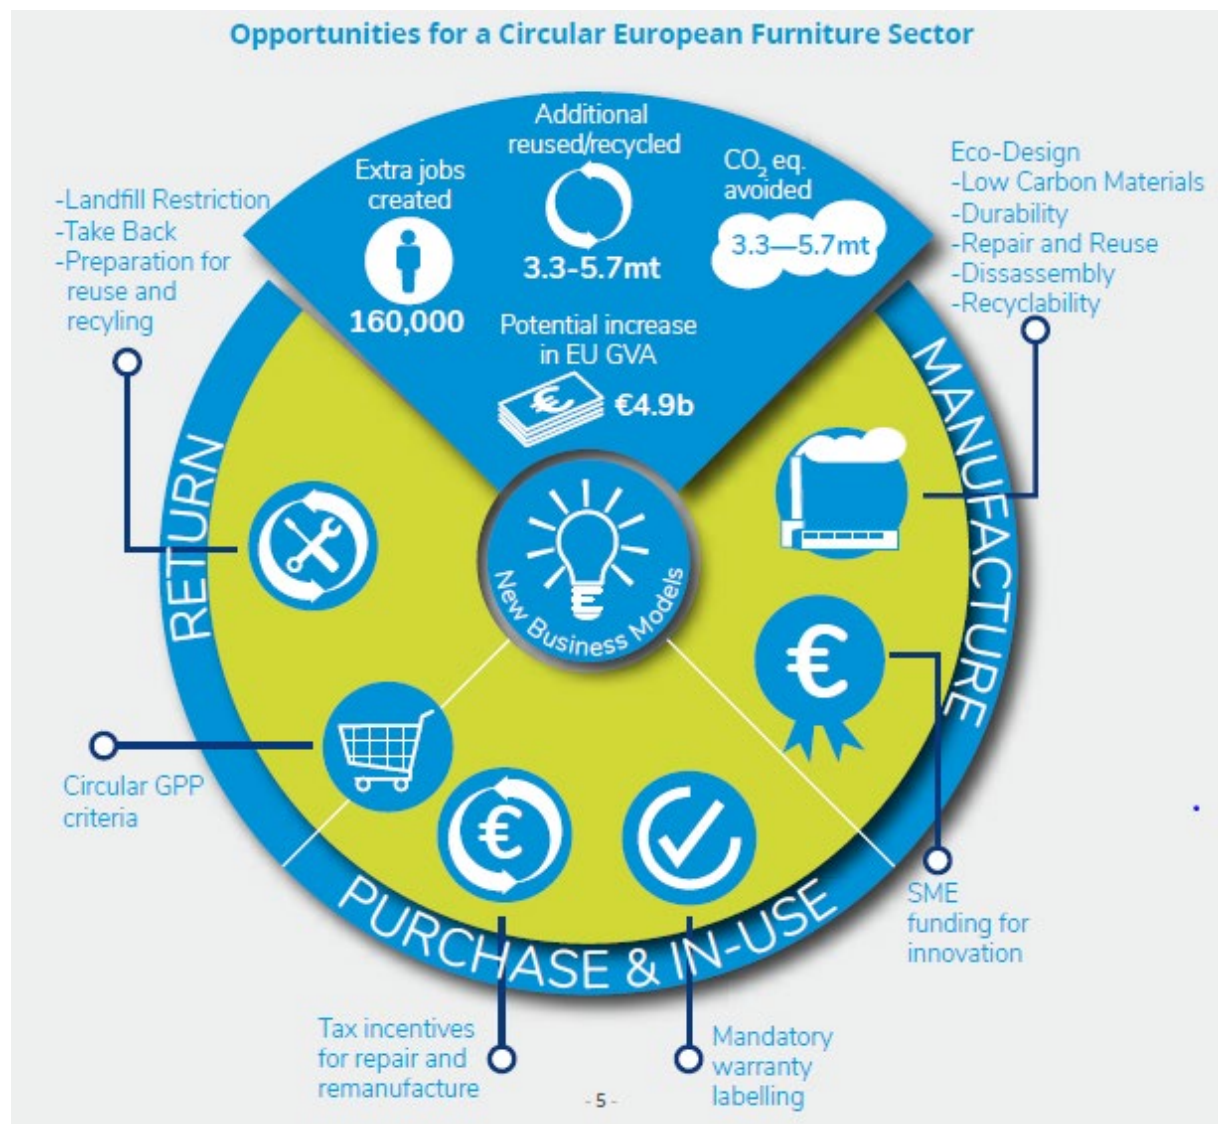 Opportunities for a Circular European Furniture Sector
Additional
reused/recycled
3.3-5.7mt
Extra jobs
created
160,000
CO₂ eq.
avoided
3.3—5.7mt
Potential increase
in EU GVA
€
€4.9b
-Landfill Restriction
-Take Back
-Preparation for
reuse and
recyling
Eco-Design
-Low Carbon Materials
-Durability
-Repair and Reuse
-Dissassembly
-Recyclability
RETURN
MANUFACTURE
New Business Models
€
€
Circular GPP
criteria
PURCHASE & IN-USE
SME
funding for
innovation
Tax incentives
for repair and
remanufacture
Mandatory
warranty
labelling
- 5 -